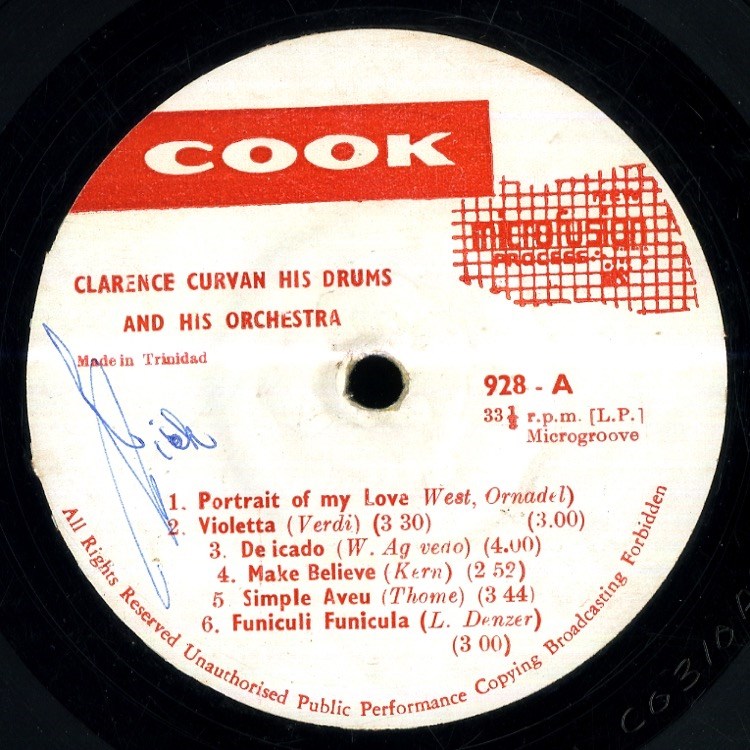 COOK
NEW
microfusion
PROCESS
CLARENCE CURVAN HIS DRUMS
AND HIS ORCHESTRA
Made in Trinidad
928 - A
33⅓ r.p.m. [L.P.]
Microgroove
1. Portrait of my Love West, Ornadel)
2. Violetta (Verdi) (3 30) (3.00)
3. De icado (W. Ag vedo) (4.00)
4. Make Believe (Kern) (2 52)
5 Simple Aveu (Thome) (3 44)
6. Funiculi Funicula (L. Denzer)
(3 00)
All Rights Reserved Unauthorised Public Performance Copying Broadcasting Forbidden